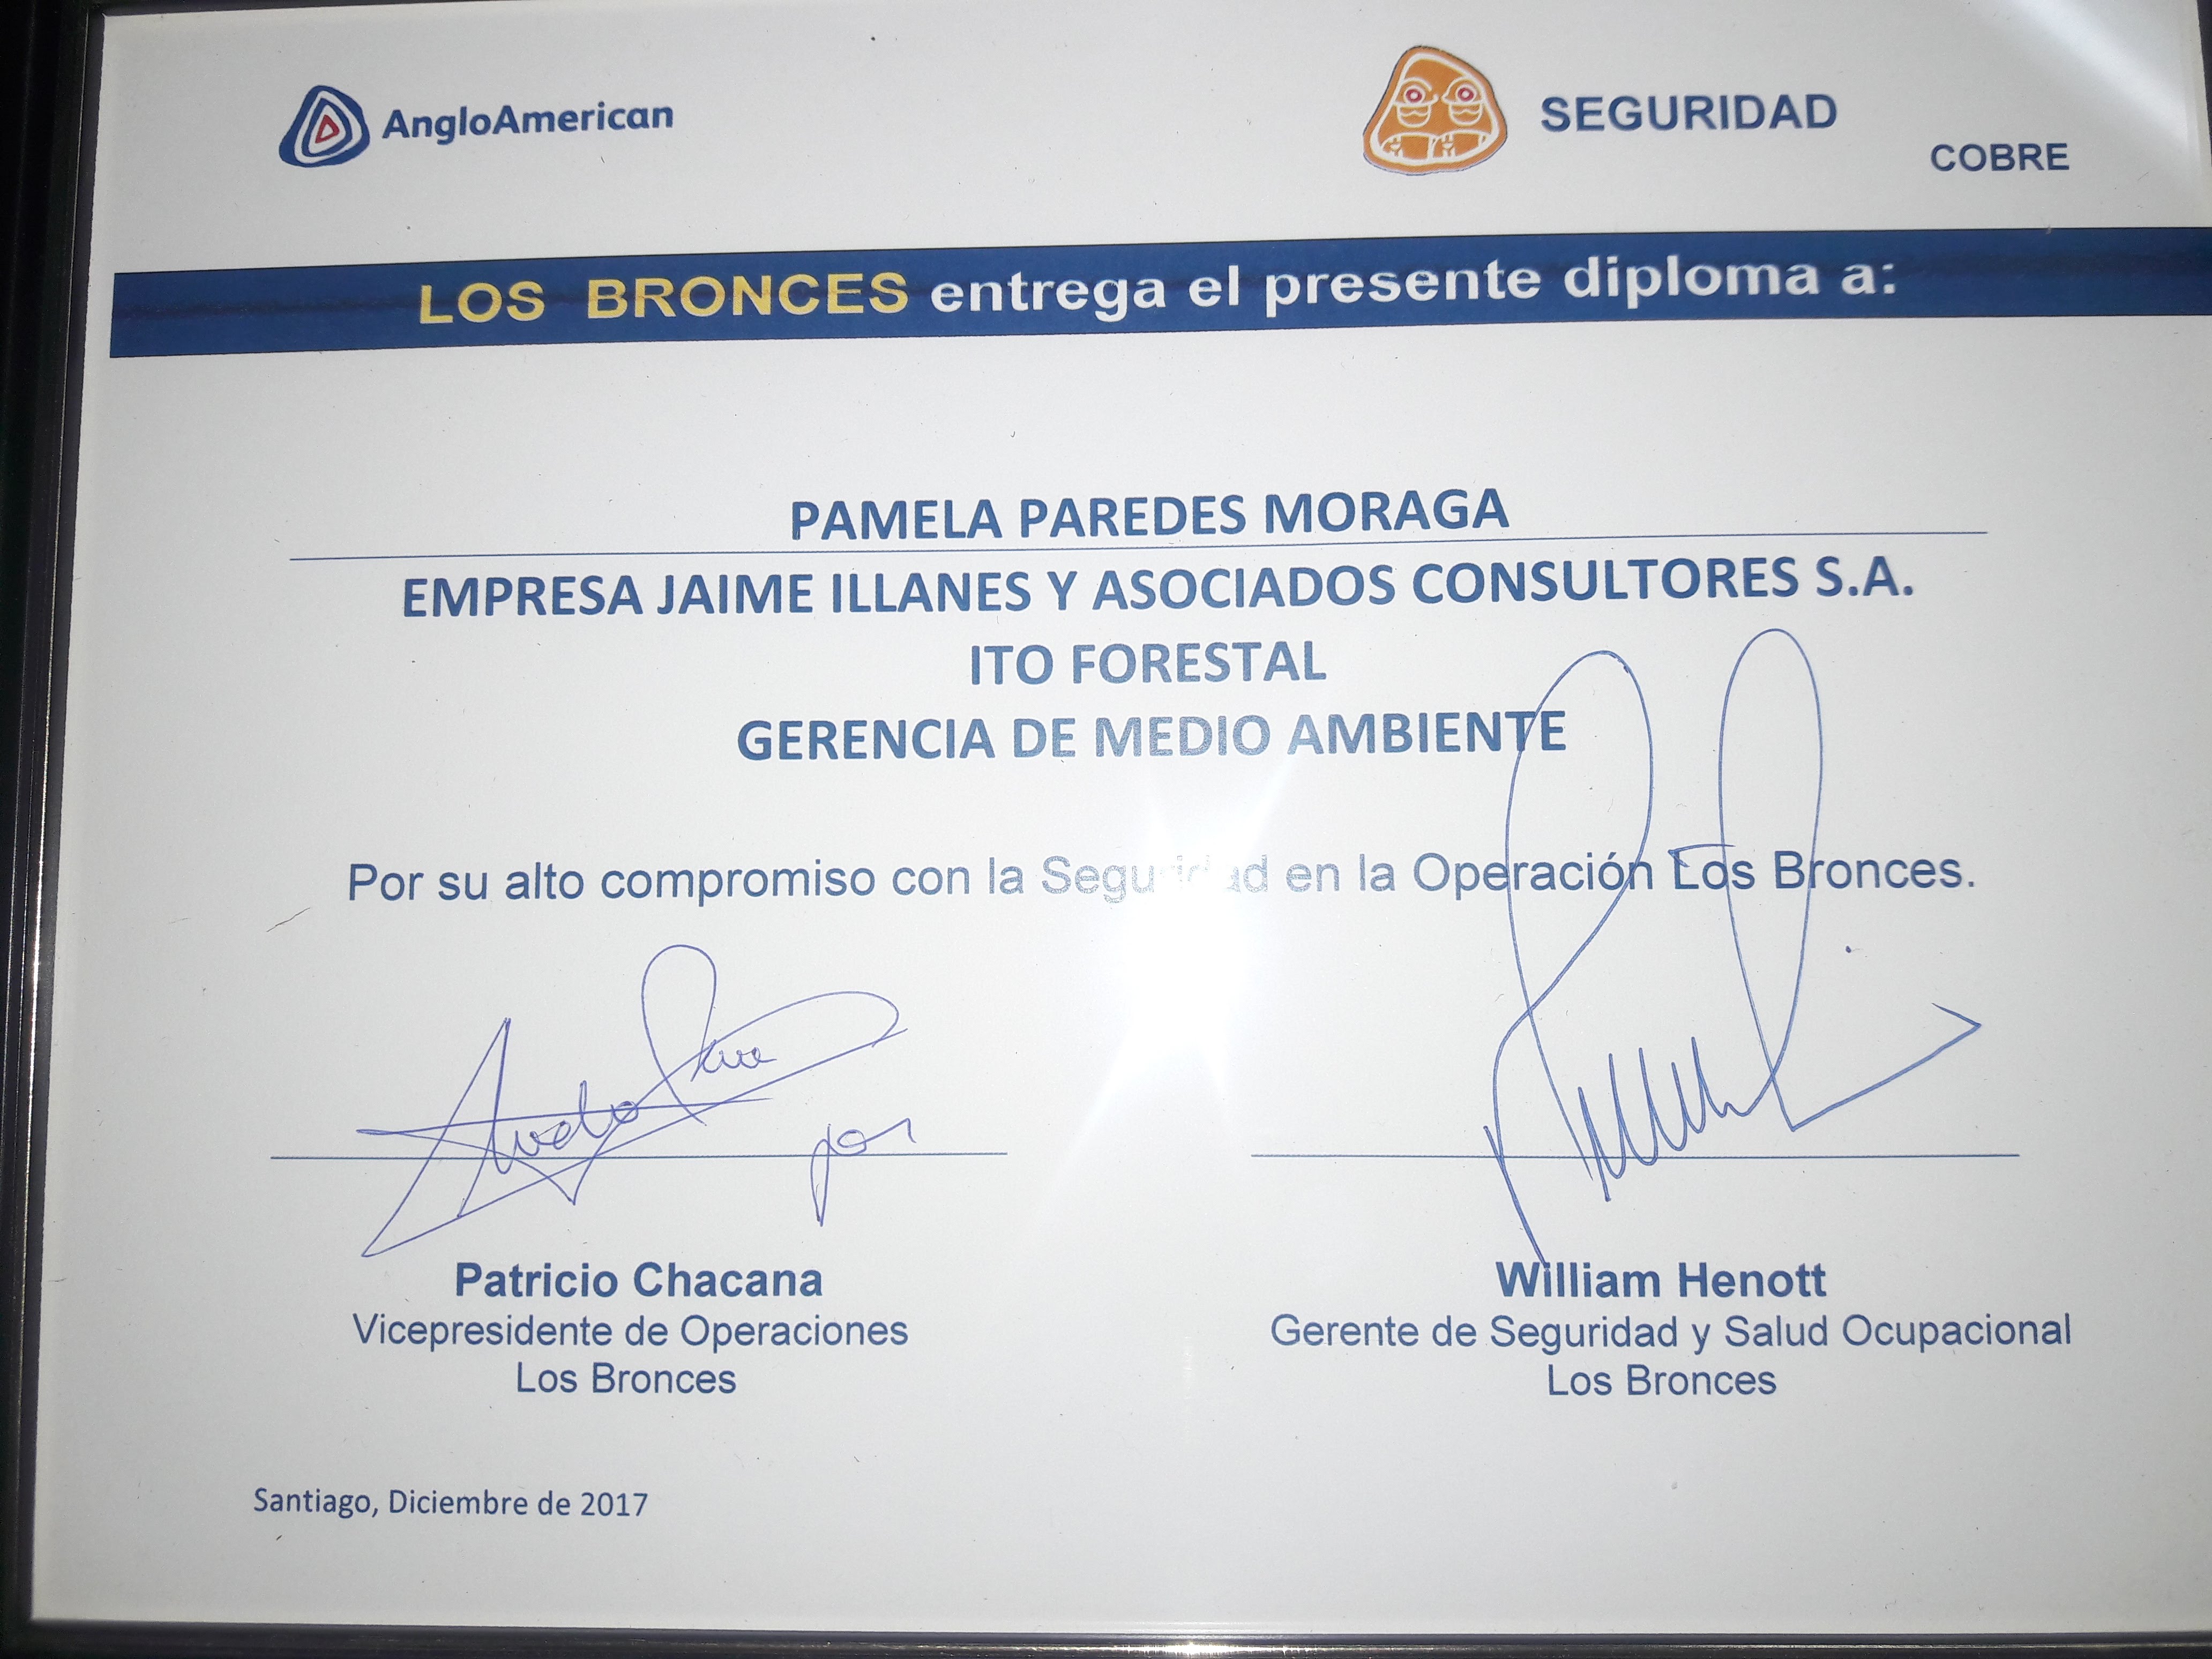 AngloAmerican
SEGURIDAD
COBRE
LOS BRONCES entrega el presente diploma a:
PAMELA PAREDES MORAGA
EMPRESA JAIME ILLANES Y ASOCIADOS CONSULTORES S.A.
ITO FORESTAL
GERENCIA DE MEDIO AMBIENTE
Por su alto compromiso con la Seguridad en la Operación Los Bronces.
por
Patricio Chacana
Vicepresidente de Operaciones
Los Bronces
William Henott
Gerente de Seguridad y Salud Ocupacional
Los Bronces
Santiago, Diciembre de 2017